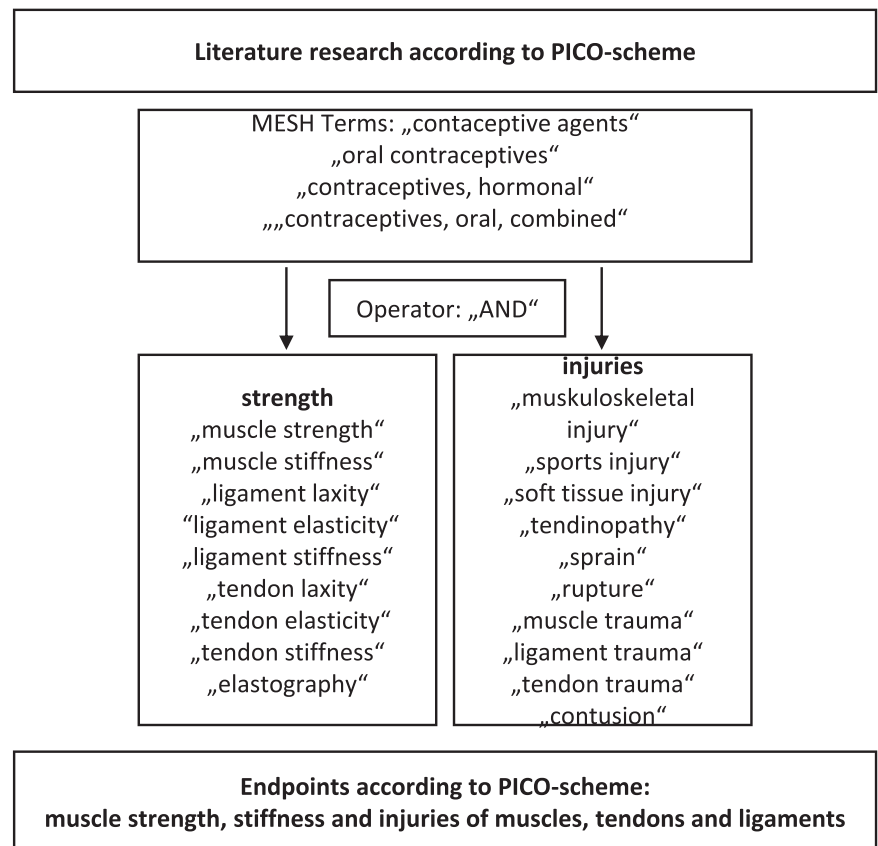 Literature research according to PICO-scheme
MESH Terms: „contaceptive agents“
„oral contraceptives“
„contraceptives, hormonal“
„„contraceptives, oral, combined“
Operator: „AND“
strength
„muscle strength“
„muscle stiffness“
„ligament laxity“
“ligament elasticity“
„ligament stiffness“
„tendon laxity“
„tendon elasticity“
„tendon stiffness“
„elastography“
injuries
„muskuloskeletal
injury“
„sports injury“
„soft tissue injury“
„tendinopathy“
„sprain“
„rupture“
„muscle trauma“
„ligament trauma“
„tendon trauma“
„contusion“
Endpoints according to PICO-scheme:
muscle strength, stiffness and injuries of muscles, tendons and ligaments